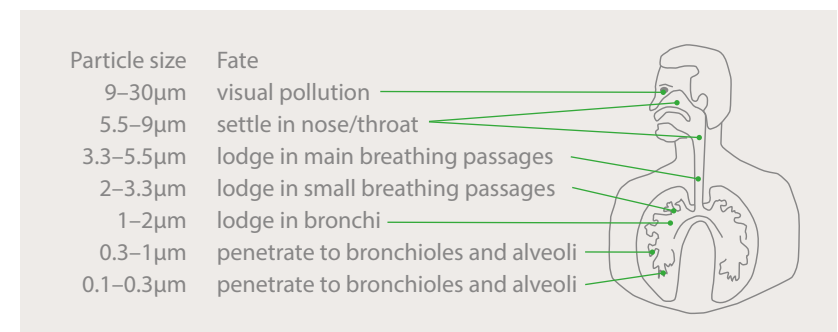 Particle size Fate
9–30µm visual pollution
5.5–9µm settle in nose/throat
3.3–5.5µm lodge in main breathing passages
2–3.3µm lodge in small breathing passages
1–2µm lodge in bronchi
0.3–1µm penetrate to bronchioles and alveoli
0.1–0.3µm penetrate to bronchioles and alveoli